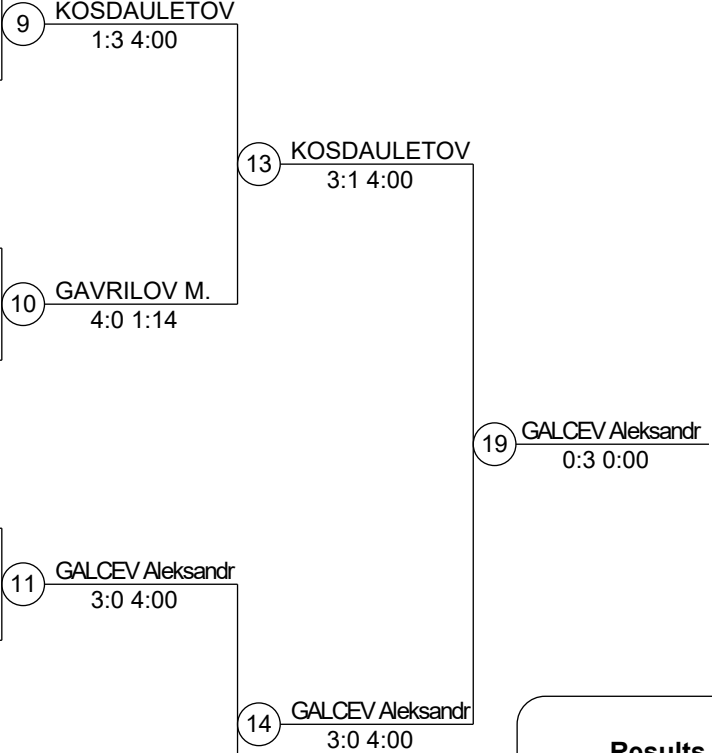 9
KOSDAULETOV
1:3 4:00
13
KOSDAULETOV
3:1 4:00
10
GAVRILOV M.
4:0 1:14
19
GALCEV Aleksandr
0:3 0:00
11
GALCEV Aleksandr
3:0 4:00
14
GALCEV Aleksandr
3:0 4:00
Results